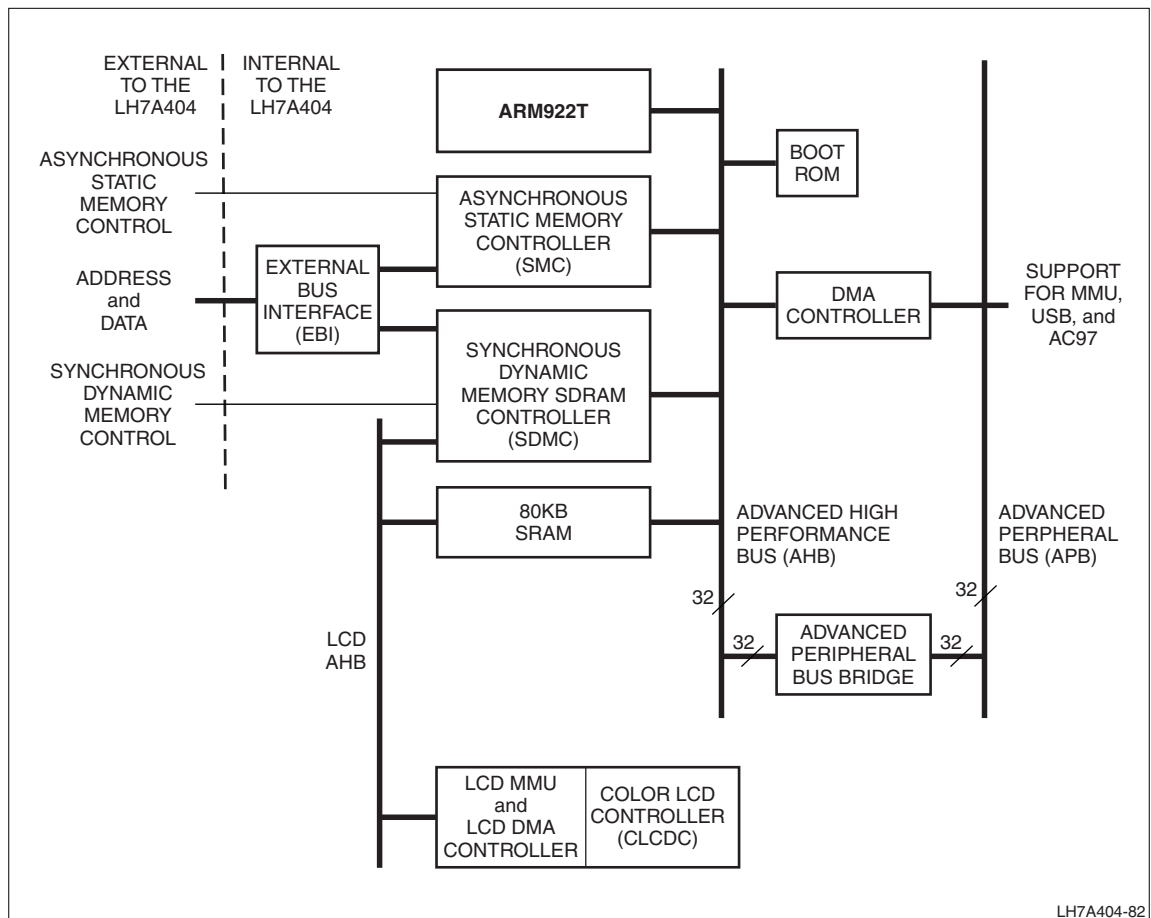 EXTERNAL
TO THE
LH7A404
INTERNAL
TO THE
LH7A404
ASYNCHRONOUS
STATIC
MEMORY
CONTROL
ADDRESS
and
DATA
SYNCHRONOUS
DYNAMIC
MEMORY
CONTROL
EXTERNAL
BUS
INTERFACE
(EBI)
ARM922T
ASYNCHRONOUS
STATIC MEMORY
CONTROLLER
(SMC)
SYNCHRONOUS
DYNAMIC
MEMORY SDRAM
CONTROLLER
(SDMC)
80KB
SRAM
BOOT
ROM
DMA
CONTROLLER
SUPPORT
FOR MMU,
USB, and
AC97
ADVANCED HIGH
PERFORMANCE
BUS (AHB)
ADVANCED
PERPHERAL
BUS (APB)
32
32
32
32
ADVANCED
PERIPHERAL
BUS BRIDGE
LCD
AHB
LCD MMU
and
LCD DMA
CONTROLLER
COLOR LCD
CONTROLLER
(CLCDC)
LH7A404-82